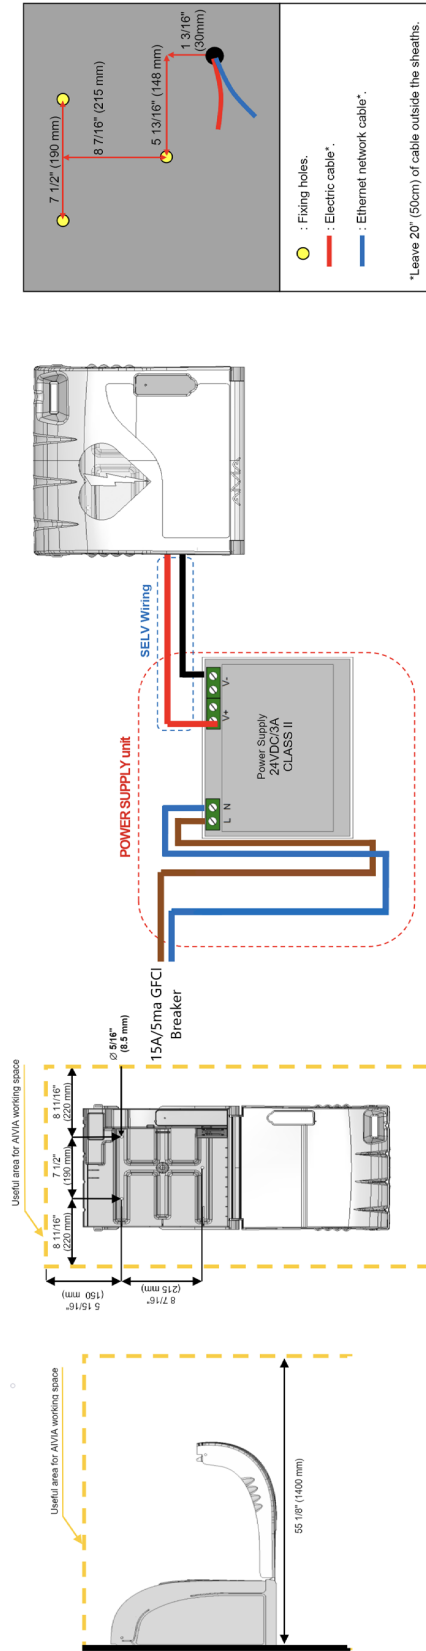 7 1/2" (190 mm)
8 7/16" (215 mm)
5 13/16" (148 mm)
1 3/16"
(30mm)
: Fixing holes.
: Electric cable*.
: Ethernet network cable*.
*Leave 20" (50cm) of cable outside the sheaths.
SELV Wiring
POWER SUPPLY unit
V-
V+
Power Supply
24VDC/3A
CLASS II
N
L
15A/5ma GFCI
Breaker
AIVIA
Useful area for AIVIA working space
8 11/16"
(220 mm)
7 1/2"
(190 mm)
8 11/16"
(220 mm)
Ø 5/16"
(8.5 mm)
5 15/16"
(150 mm)
8 7/16"
(215 mm)
Useful area for AIVIA working space
55 1/8" (1400 mm)